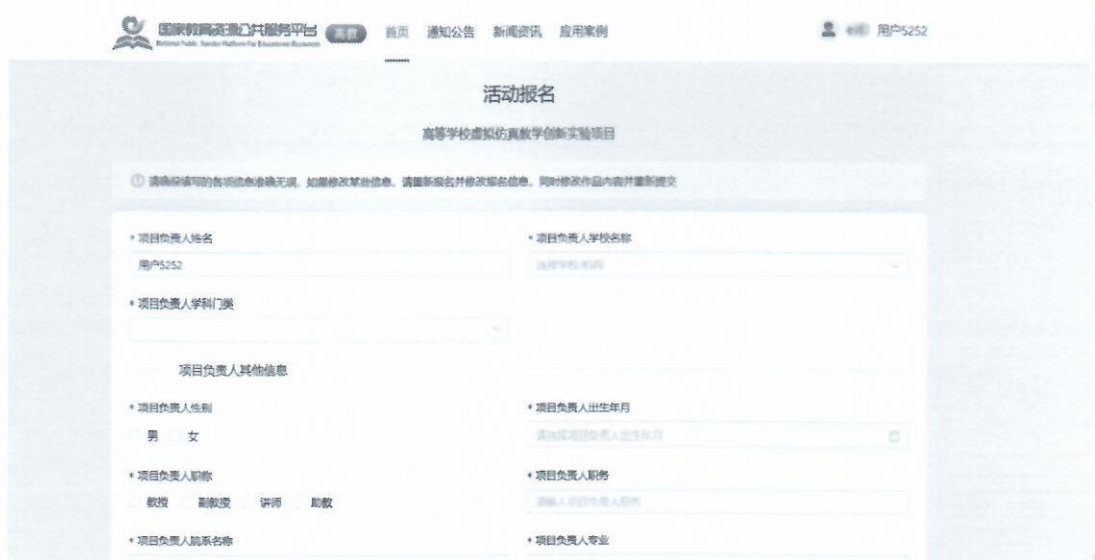 国家教育资源公共服务平台 高教 首页 通知公告 新闻资讯 应用案例 用户5252
National Public Service Platform For Educational Resources
活动报名
高等学校虚拟仿真教学创新实验项目
请确保填写的各项信息准确无误，如需修改某些信息，请重新报名并修改报名信息，同时修改作品内容并重新提交
* 项目负责人姓名 * 项目负责人学校名称
用户5252 选择学校/机构
* 项目负责人学科门类
项目负责人其他信息
* 项目负责人性别 * 项目负责人出生年月
男 女 请选择项目负责人出生年月
* 项目负责人职称 * 项目负责人职务
教授 副教授 讲师 助教 请输入项目负责人职务
* 项目负责人院系名称 * 项目负责人专业